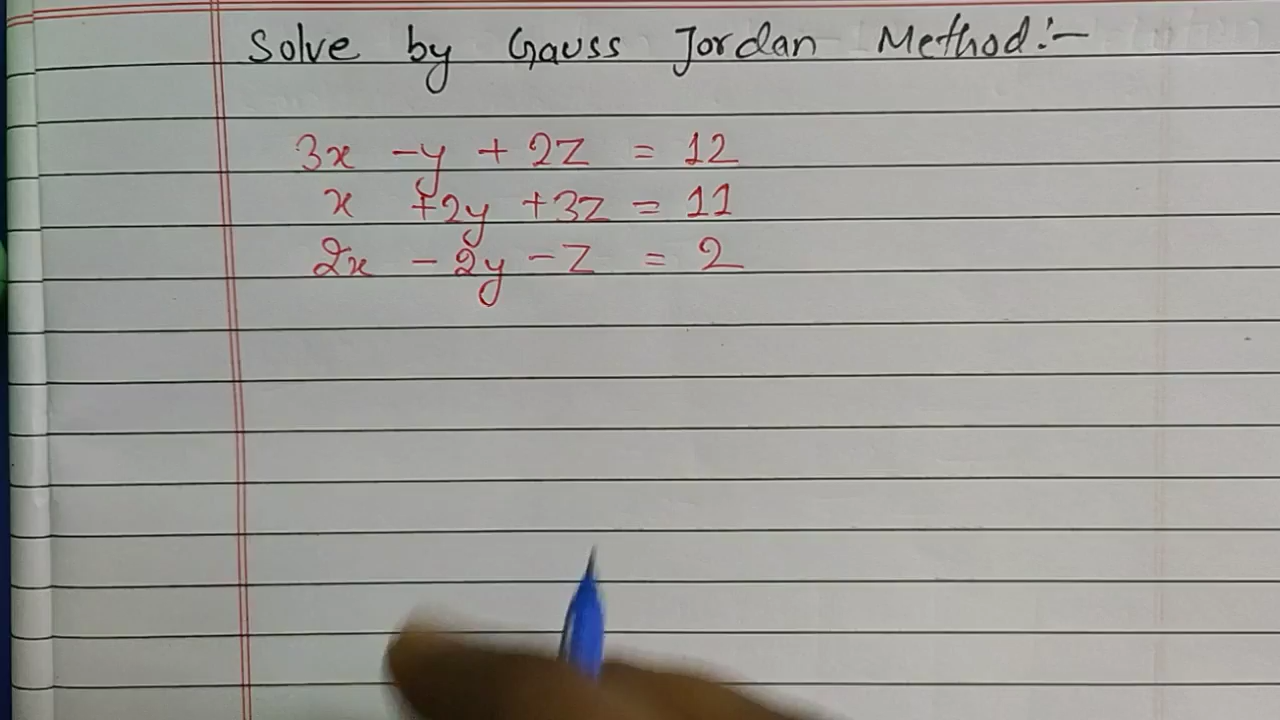 Solve by Gauss Jordan Method:-
3x - y + 2z = 12
x + 2y + 3z = 11
2x - 2y - z = 2